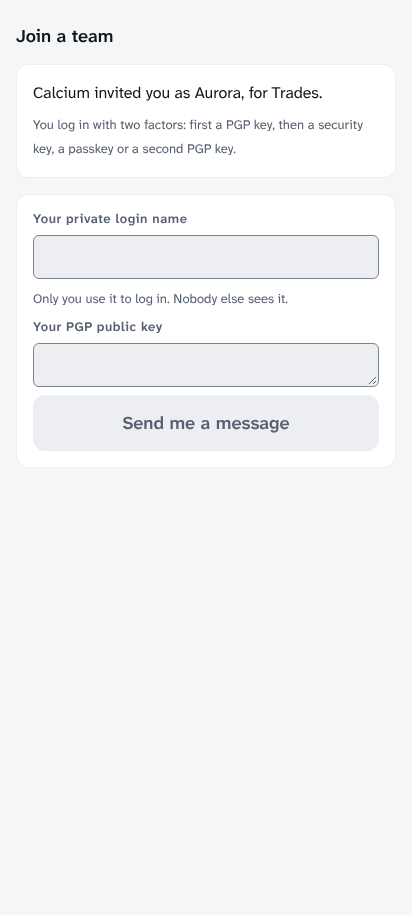 Join a team
Calcium invited you as Aurora, for Trades.
You log in with two factors: first a PGP key, then a security
key, a passkey or a second PGP key.
Your private login name
Only you use it to log in. Nobody else sees it.
Your PGP public key
Send me a message